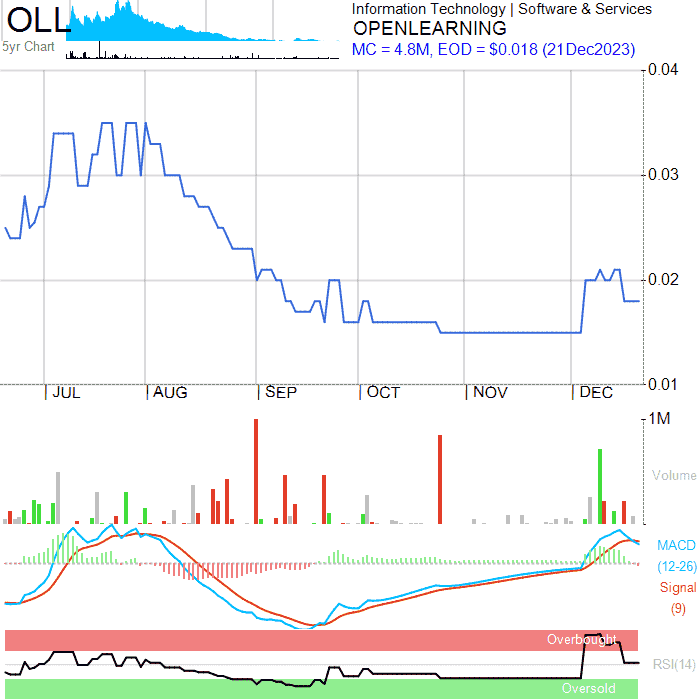 OLL
5yr Chart
Information Technology | Software & Services
OPENLEARNING
MC = 4.8M, EOD = $0.018 (21Dec2023)
0.04
0.03
0.02
0.01
JUL AUG SEP OCT NOV DEC
1M
Volume
MACD
(12-26)
Signal
(9)
Overbought
RSI(14)
Oversold